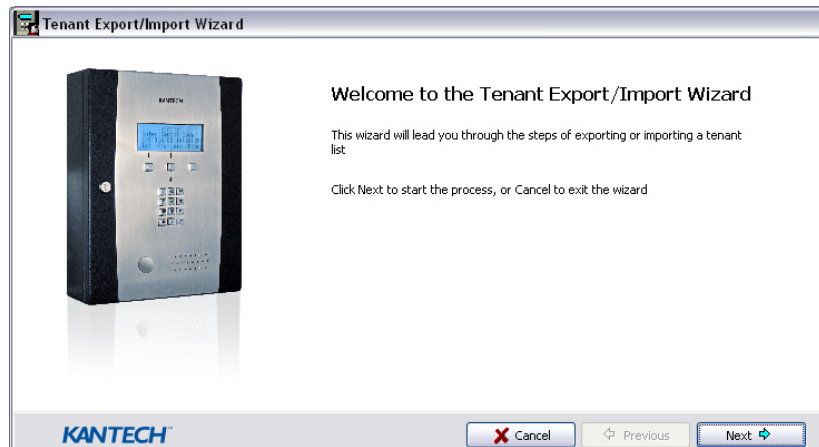 Tenant Export/Import Wizard
KANTECH
Welcome to the Tenant Export/Import Wizard
This wizard will lead you through the steps of exporting or importing a tenant
list
Click Next to start the process, or Cancel to exit the wizard
KANTECH
Cancel
Previous
Next